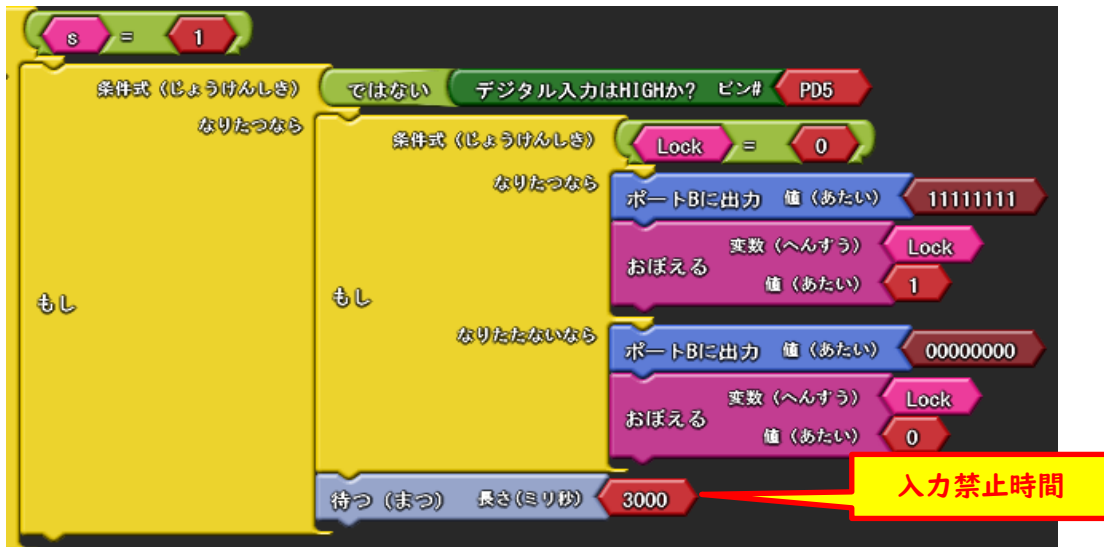 s = 1
条件式（じょうけんしき） ではない デジタル入力はHIGHか? ピン# PD5
なりたつなら 条件式（じょうけんしき） Lock = 0
なりたつなら ポートBに出力 値（あたい） 11111111
おぼえる 変数（へんすう） Lock
値（あたい） 1
もし もし
なりたたないなら ポートBに出力 値（あたい） 00000000
おぼえる 変数（へんすう） Lock
値（あたい） 0
待つ（まつ） 長さ(ミリ秒) 3000 入力禁止時間